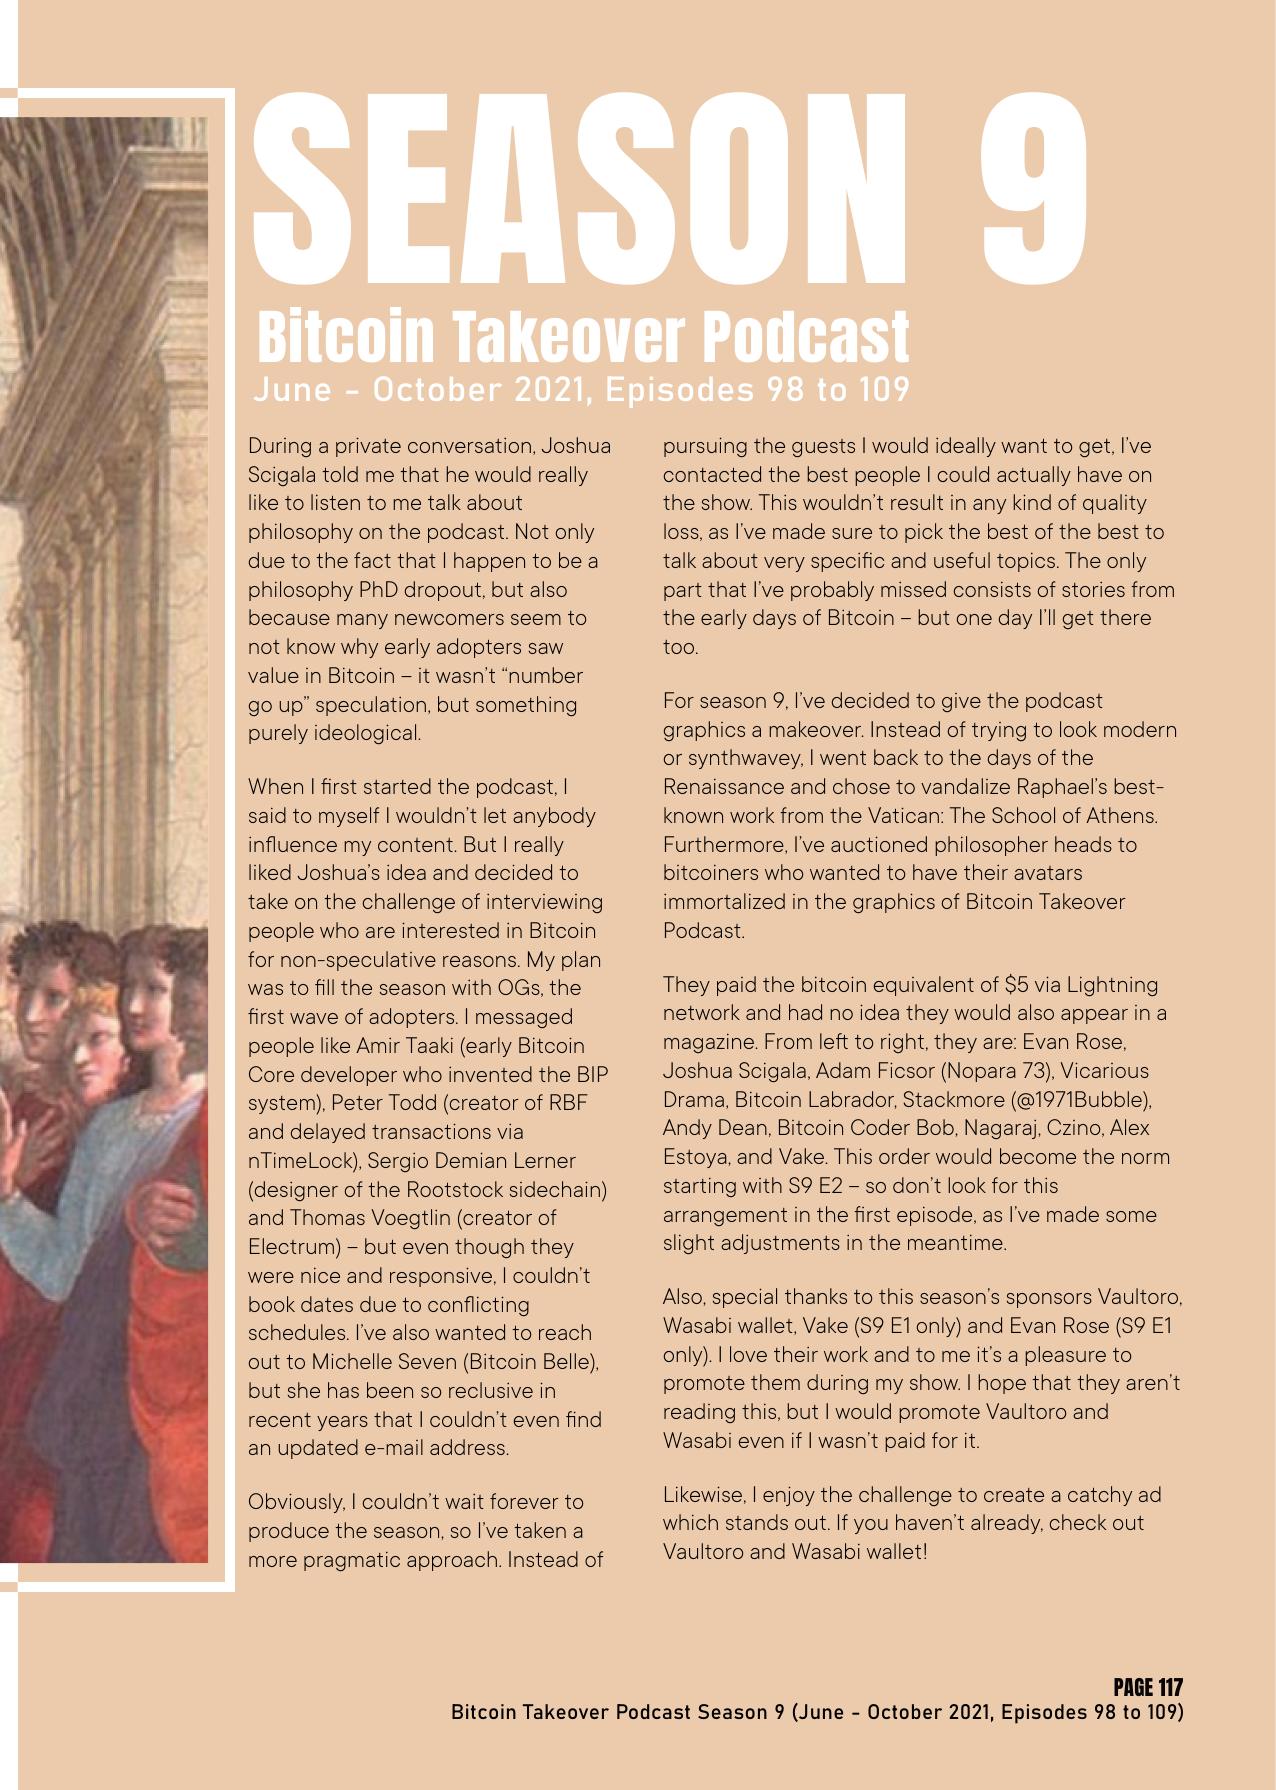 SEASON 9
Bitcoin Takeover Podcast
June - October 2021, Episodes 98 to 109
During a private conversation, Joshua
Scigala told me that he would really
like to listen to me talk about
philosophy on the podcast. Not only
due to the fact that I happen to be a
philosophy PhD dropout, but also
because many newcomers seem to
not know why early adopters saw
value in Bitcoin – it wasn’t “number
go up” speculation, but something
purely ideological.
When I first started the podcast, I
said to myself I wouldn’t let anybody
influence my content. But I really
liked Joshua’s idea and decided to
take on the challenge of interviewing
people who are interested in Bitcoin
for non-speculative reasons. My plan
was to fill the season with OGs, the
first wave of adopters. I messaged
people like Amir Taaki (early Bitcoin
Core developer who invented the BIP
system), Peter Todd (creator of RBF
and delayed transactions via
nTimeLock), Sergio Demian Lerner
(designer of the Rootstock sidechain)
and Thomas Voegtlin (creator of
Electrum) – but even though they
were nice and responsive, I couldn’t
book dates due to conflicting
schedules. I’ve also wanted to reach
out to Michelle Seven (Bitcoin Belle),
but she has been so reclusive in
recent years that I couldn’t even find
an updated e-mail address.
Obviously, I couldn’t wait forever to
produce the season, so I’ve taken a
more pragmatic approach. Instead of
pursuing the guests I would ideally want to get, I’ve
contacted the best people I could actually have on
the show. This wouldn’t result in any kind of quality
loss, as I’ve made sure to pick the best of the best to
talk about very specific and useful topics. The only
part that I’ve probably missed consists of stories from
the early days of Bitcoin – but one day I’ll get there
too.
For season 9, I’ve decided to give the podcast
graphics a makeover. Instead of trying to look modern
or synthwavey, I went back to the days of the
Renaissance and chose to vandalize Raphael’s best-
known work from the Vatican: The School of Athens.
Furthermore, I’ve auctioned philosopher heads to
bitcoiners who wanted to have their avatars
immortalized in the graphics of Bitcoin Takeover
Podcast.
They paid the bitcoin equivalent of $5 via Lightning
network and had no idea they would also appear in a
magazine. From left to right, they are: Evan Rose,
Joshua Scigala, Adam Ficsor (Nopara 73), Vicarious
Drama, Bitcoin Labrador, Stackmore (@1971Bubble),
Andy Dean, Bitcoin Coder Bob, Nagaraj, Czino, Alex
Estoya, and Vake. This order would become the norm
starting with S9 E2 – so don’t look for this
arrangement in the first episode, as I’ve made some
slight adjustments in the meantime.
Also, special thanks to this season’s sponsors Vaultoro,
Wasabi wallet, Vake (S9 E1 only) and Evan Rose (S9 E1
only). I love their work and to me it’s a pleasure to
promote them during my show. I hope that they aren’t
reading this, but I would promote Vaultoro and
Wasabi even if I wasn’t paid for it.
Likewise, I enjoy the challenge to create a catchy ad
which stands out. If you haven’t already, check out
Vaultoro and Wasabi wallet!
PAGE 117
Bitcoin Takeover Podcast Season 9 (June - October 2021, Episodes 98 to 109)